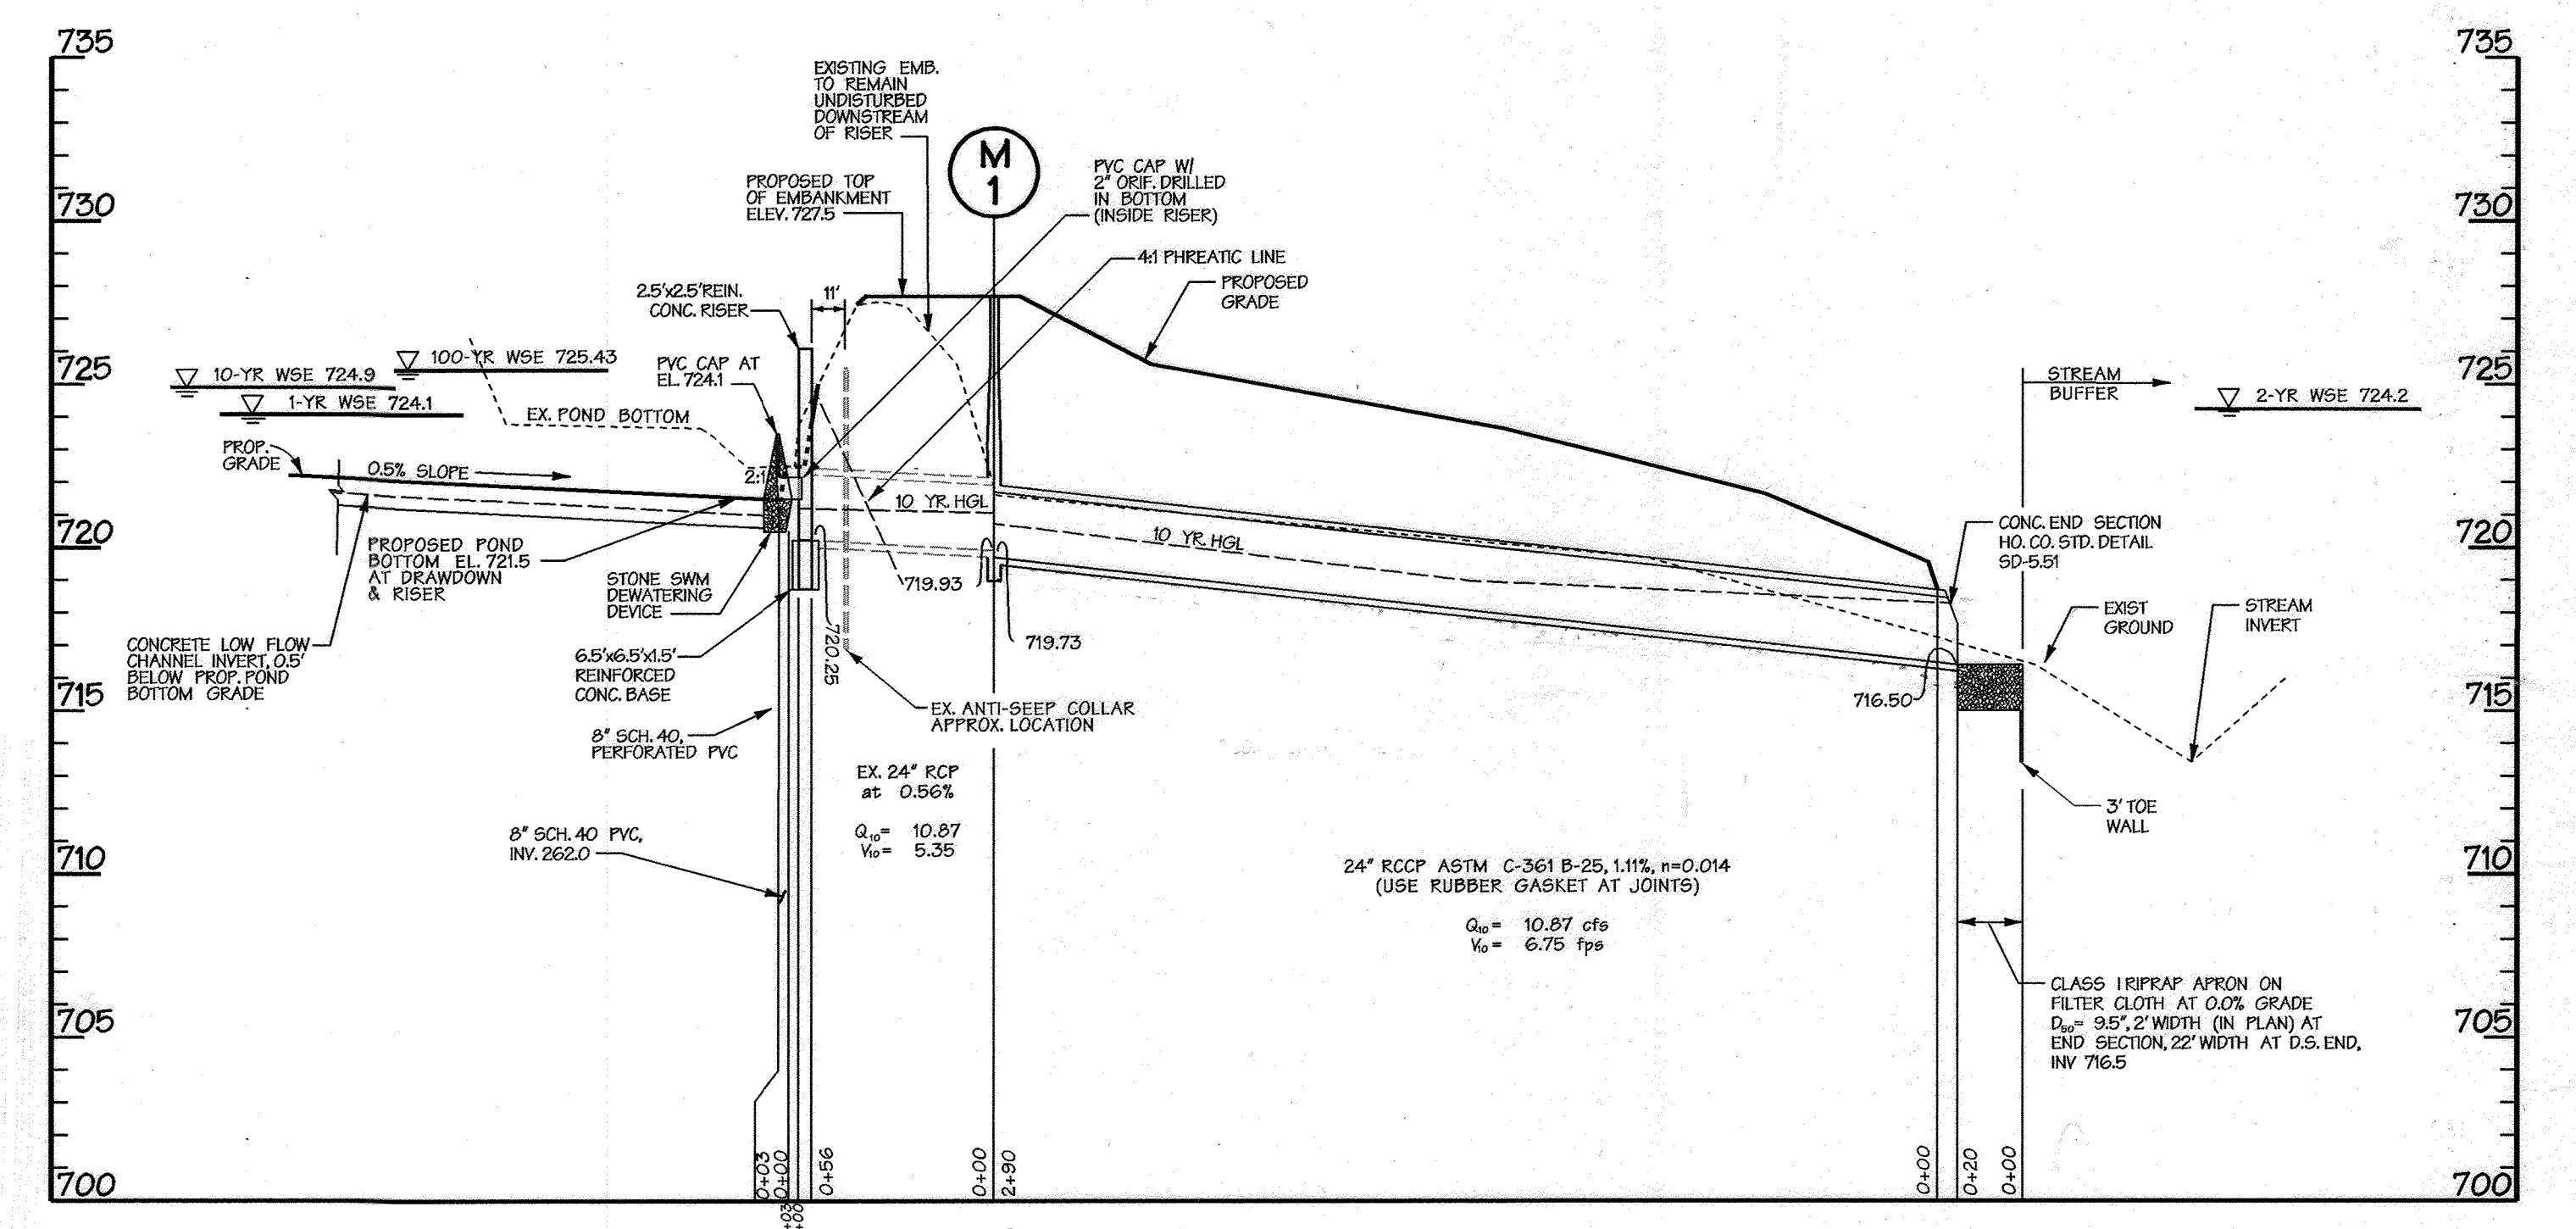 735
735
730
730
725
725
720
720
715
715
710
710
705
705
700
700
EXISTING EMB.
TO REMAIN
UNDISTURBED
DOWNSTREAM
OF RISER
M
1
PROPOSED TOP
OF EMBANKMENT
ELEV. 727.5
PVC CAP W/
2" ORIF. DRILLED
IN BOTTOM
(INSIDE RISER)
4:1 PHREATIC LINE
PROPOSED
GRADE
2.5'x2.5' REIN.
CONC. RISER
11'
100-YR WSE 725.43
10-YR WSE 724.9
1-YR WSE 724.1
PVC CAP AT
EL. 724.1
EX. POND BOTTOM
PROP.
GRADE
0.5% SLOPE
2:1
STREAM
BUFFER
2-YR WSE 724.2
10 YR. HGL
10 YR. HGL
PROPOSED POND
BOTTOM EL. 721.5
AT DRAWDOWN
& RISER
STONE SWM
DEWATERING
DEVICE
719.93
719.73
720.25
CONC. END SECTION
HO. CO. STD. DETAIL
SD-5.51
EXIST
GROUND
STREAM
INVERT
CONCRETE LOW FLOW
CHANNEL INVERT, 0.5'
BELOW PROP. POND
BOTTOM GRADE
6.5'x6.5'x1.5'
REINFORCED
CONC. BASE
716.50
EX. ANTI-SEEP COLLAR
APPROX. LOCATION
8" SCH. 40,
PERFORATED PVC
EX. 24" RCP
at 0.56%
Q10= 10.87
V10= 5.35
8" SCH. 40 PVC,
INV. 262.0
3' TOE
WALL
24" RCCP ASTM C-361 B-25, 1.11%, n=0.014
(USE RUBBER GASKET AT JOINTS)
Q10= 10.87 cfs
V10= 6.75 fps
CLASS I RIPRAP APRON ON
FILTER CLOTH AT 0.0% GRADE
D50= 9.5", 2' WIDTH (IN PLAN) AT
END SECTION, 22' WIDTH AT D.S. END,
INV 716.5
0+03
0+00
0+56
0+00
2+90
0+00
0+20
0+00